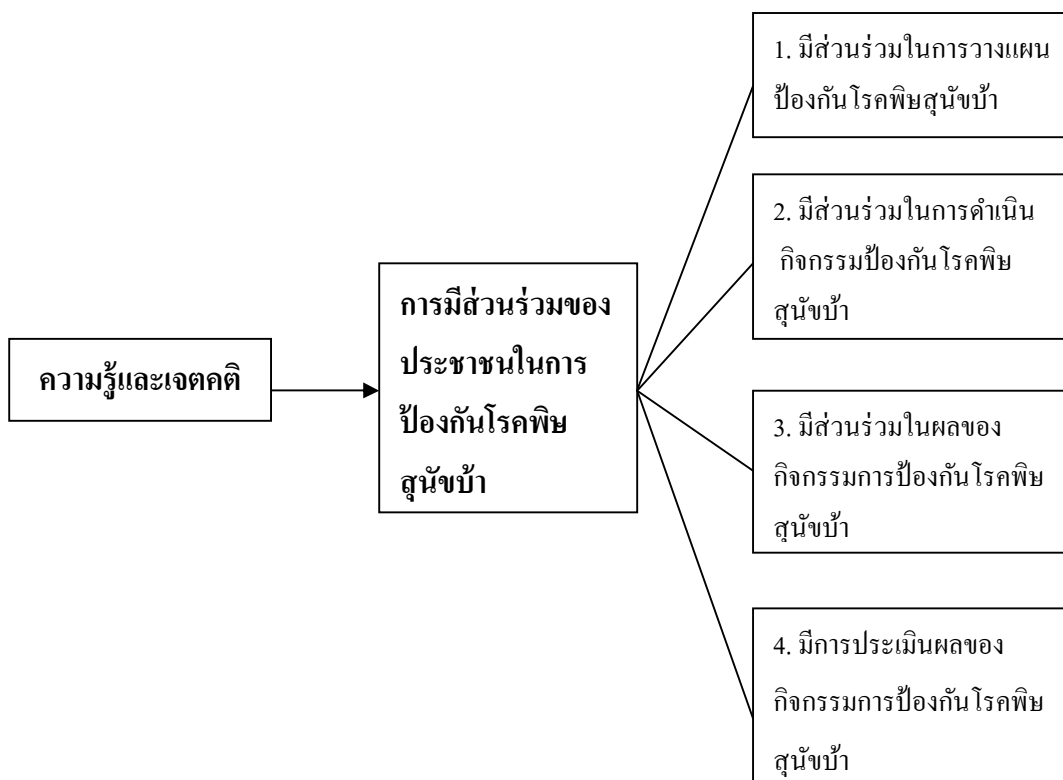 ความรู้และเจตคติ
การมีส่วนร่วมของ
ประชาชนในการ
ป้องกันโรคพิษ
สุนัขบ้า
1. มีส่วนร่วมในการวางแผน
ป้องกันโรคพิษสุนัขบ้า
2. มีส่วนร่วมในการดำเนิน
กิจกรรมป้องกันโรคพิษ
สุนัขบ้า
3. มีส่วนร่วมในผลของ
กิจกรรมการป้องกันโรคพิษ
สุนัขบ้า
4. มีการประเมินผลของ
กิจกรรมการป้องกันโรคพิษ
สุนัขบ้า